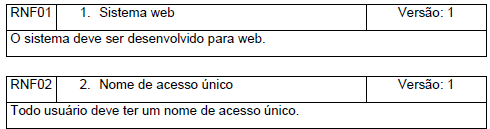 RNF01 1. Sistema web Versão: 1
O sistema deve ser desenvolvido para web.
RNF02 2. Nome de acesso único Versão: 1
Todo usuário deve ter um nome de acesso único.